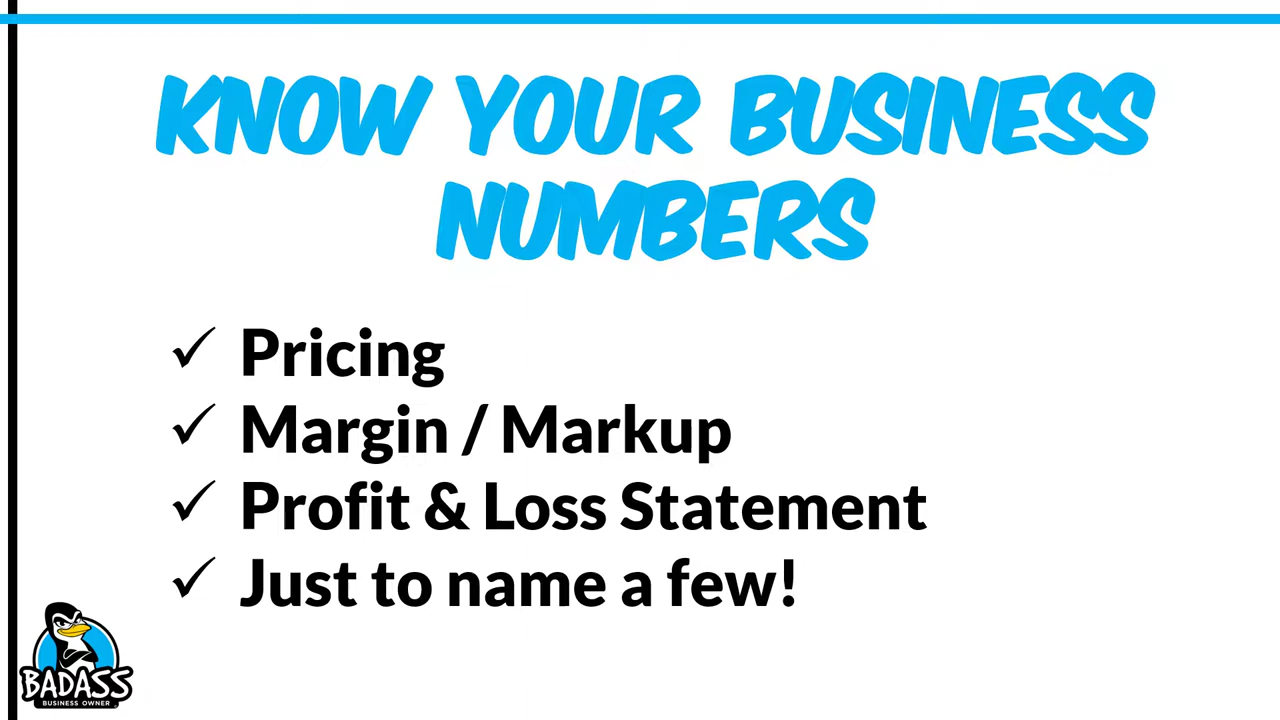 KNOW YOUR BUSINESS
NUMBERS
✓ Pricing
✓ Margin / Markup
✓ Profit & Loss Statement
✓ Just to name a few!
BADASS
BUSINESS OWNER